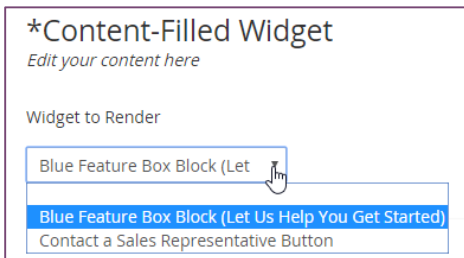 *Content-Filled Widget
Edit your content here
Widget to Render
Blue Feature Box Block (Let
Blue Feature Box Block (Let Us Help You Get Started)
Contact a Sales Representative Button